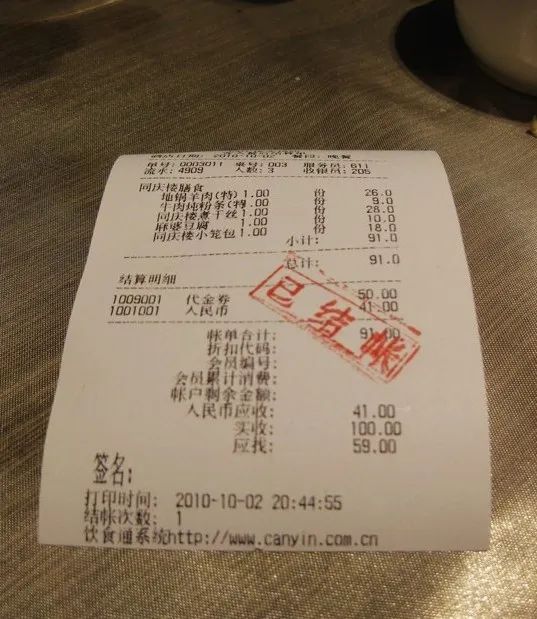 2010-10-02 餐段: 晚餐
单号: 0003011 桌号: 003 服务员: 611
流水: 4909 人数: 3 收银员: 205
同庆楼膳食
地锅羊肉(特) 1.00 份 26.0
牛肉炖粉条(特) 1.00 份 9.0
同庆楼煮干丝 1.00 份 28.0
麻婆豆腐 1.00 份 10.0
同庆楼小笼包 1.00 份 18.0
小计: 91.0
总计: 91.0
结算明细
1009001 代金券 50.00
1001001 人民币 41.00
已结帐
帐单合计: 91.00
折扣代码:
会员编号:
会员累计消费:
帐户剩余金额:
人民币应收: 41.00
实收: 100.00
应找: 59.00
签名:
打印时间: 2010-10-02 20:44:55
结帐次数: 1
饮食通系统http://www.canyin.com.cn